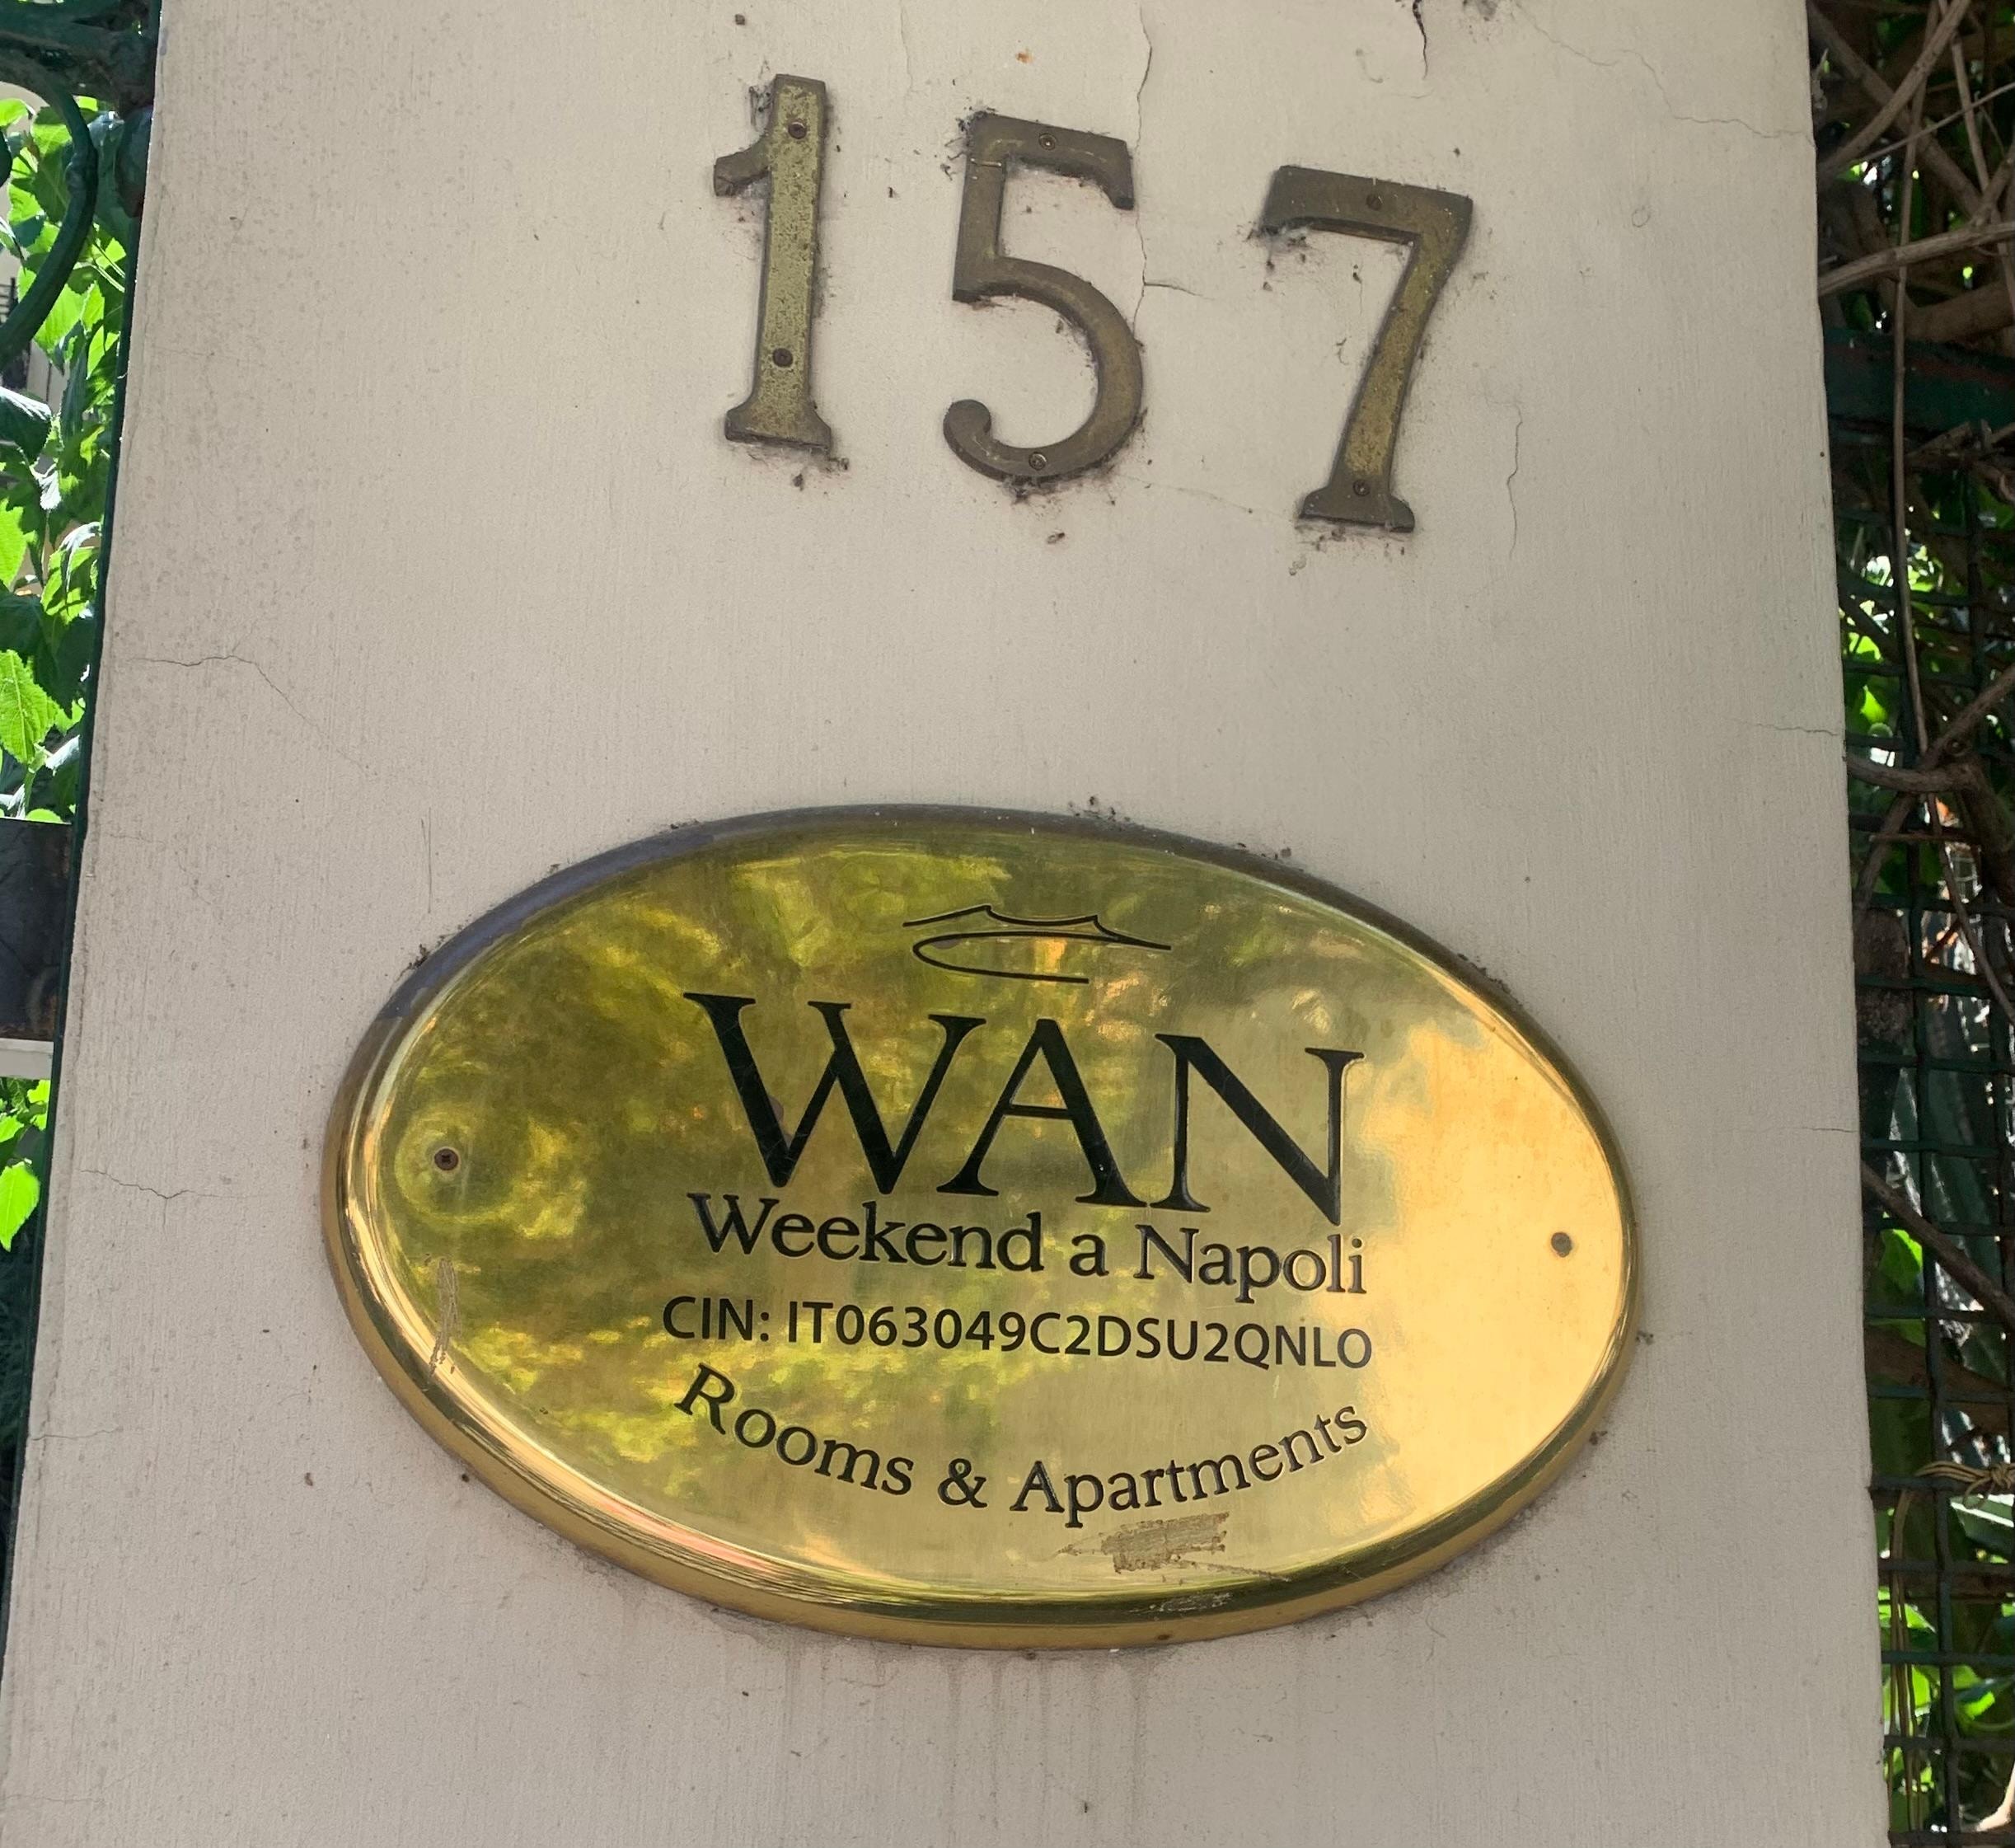 157
WAN
Weekend a Napoli
CIN: IT063049C2DSU2QNLO
Rooms & Apartments